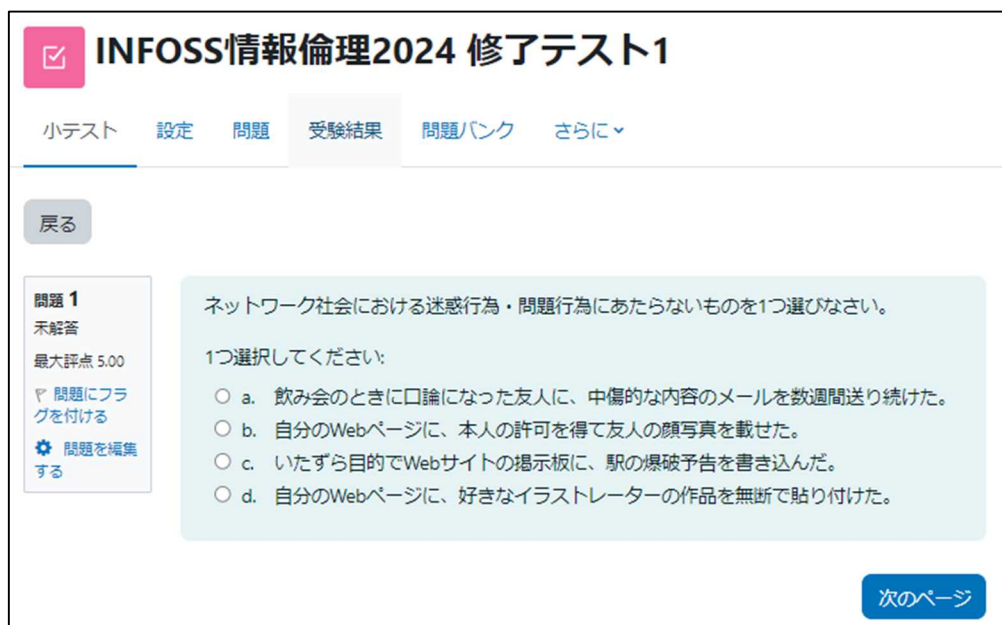 INFOSS情報倫理2024 修了テスト1
小テスト 設定 問題 受験結果 問題バンク さらに
戻る
問題 1
未解答
最大評点 5.00
問題にフラ
グを付ける
問題を編集
する
ネットワーク社会における迷惑行為・問題行為にあたらないものを1つ選びなさい。
1つ選択してください:
a. 飲み会のときに口論になった友人に、中傷的な内容のメールを数週間送り続けた。
b. 自分のWebページに、本人の許可を得て友人の顔写真を載せた。
c. いたずら目的でWebサイトの掲示板に、駅の爆破予告を書き込んだ。
d. 自分のWebページに、好きなイラストレーターの作品を無断で貼り付けた。
次のページ